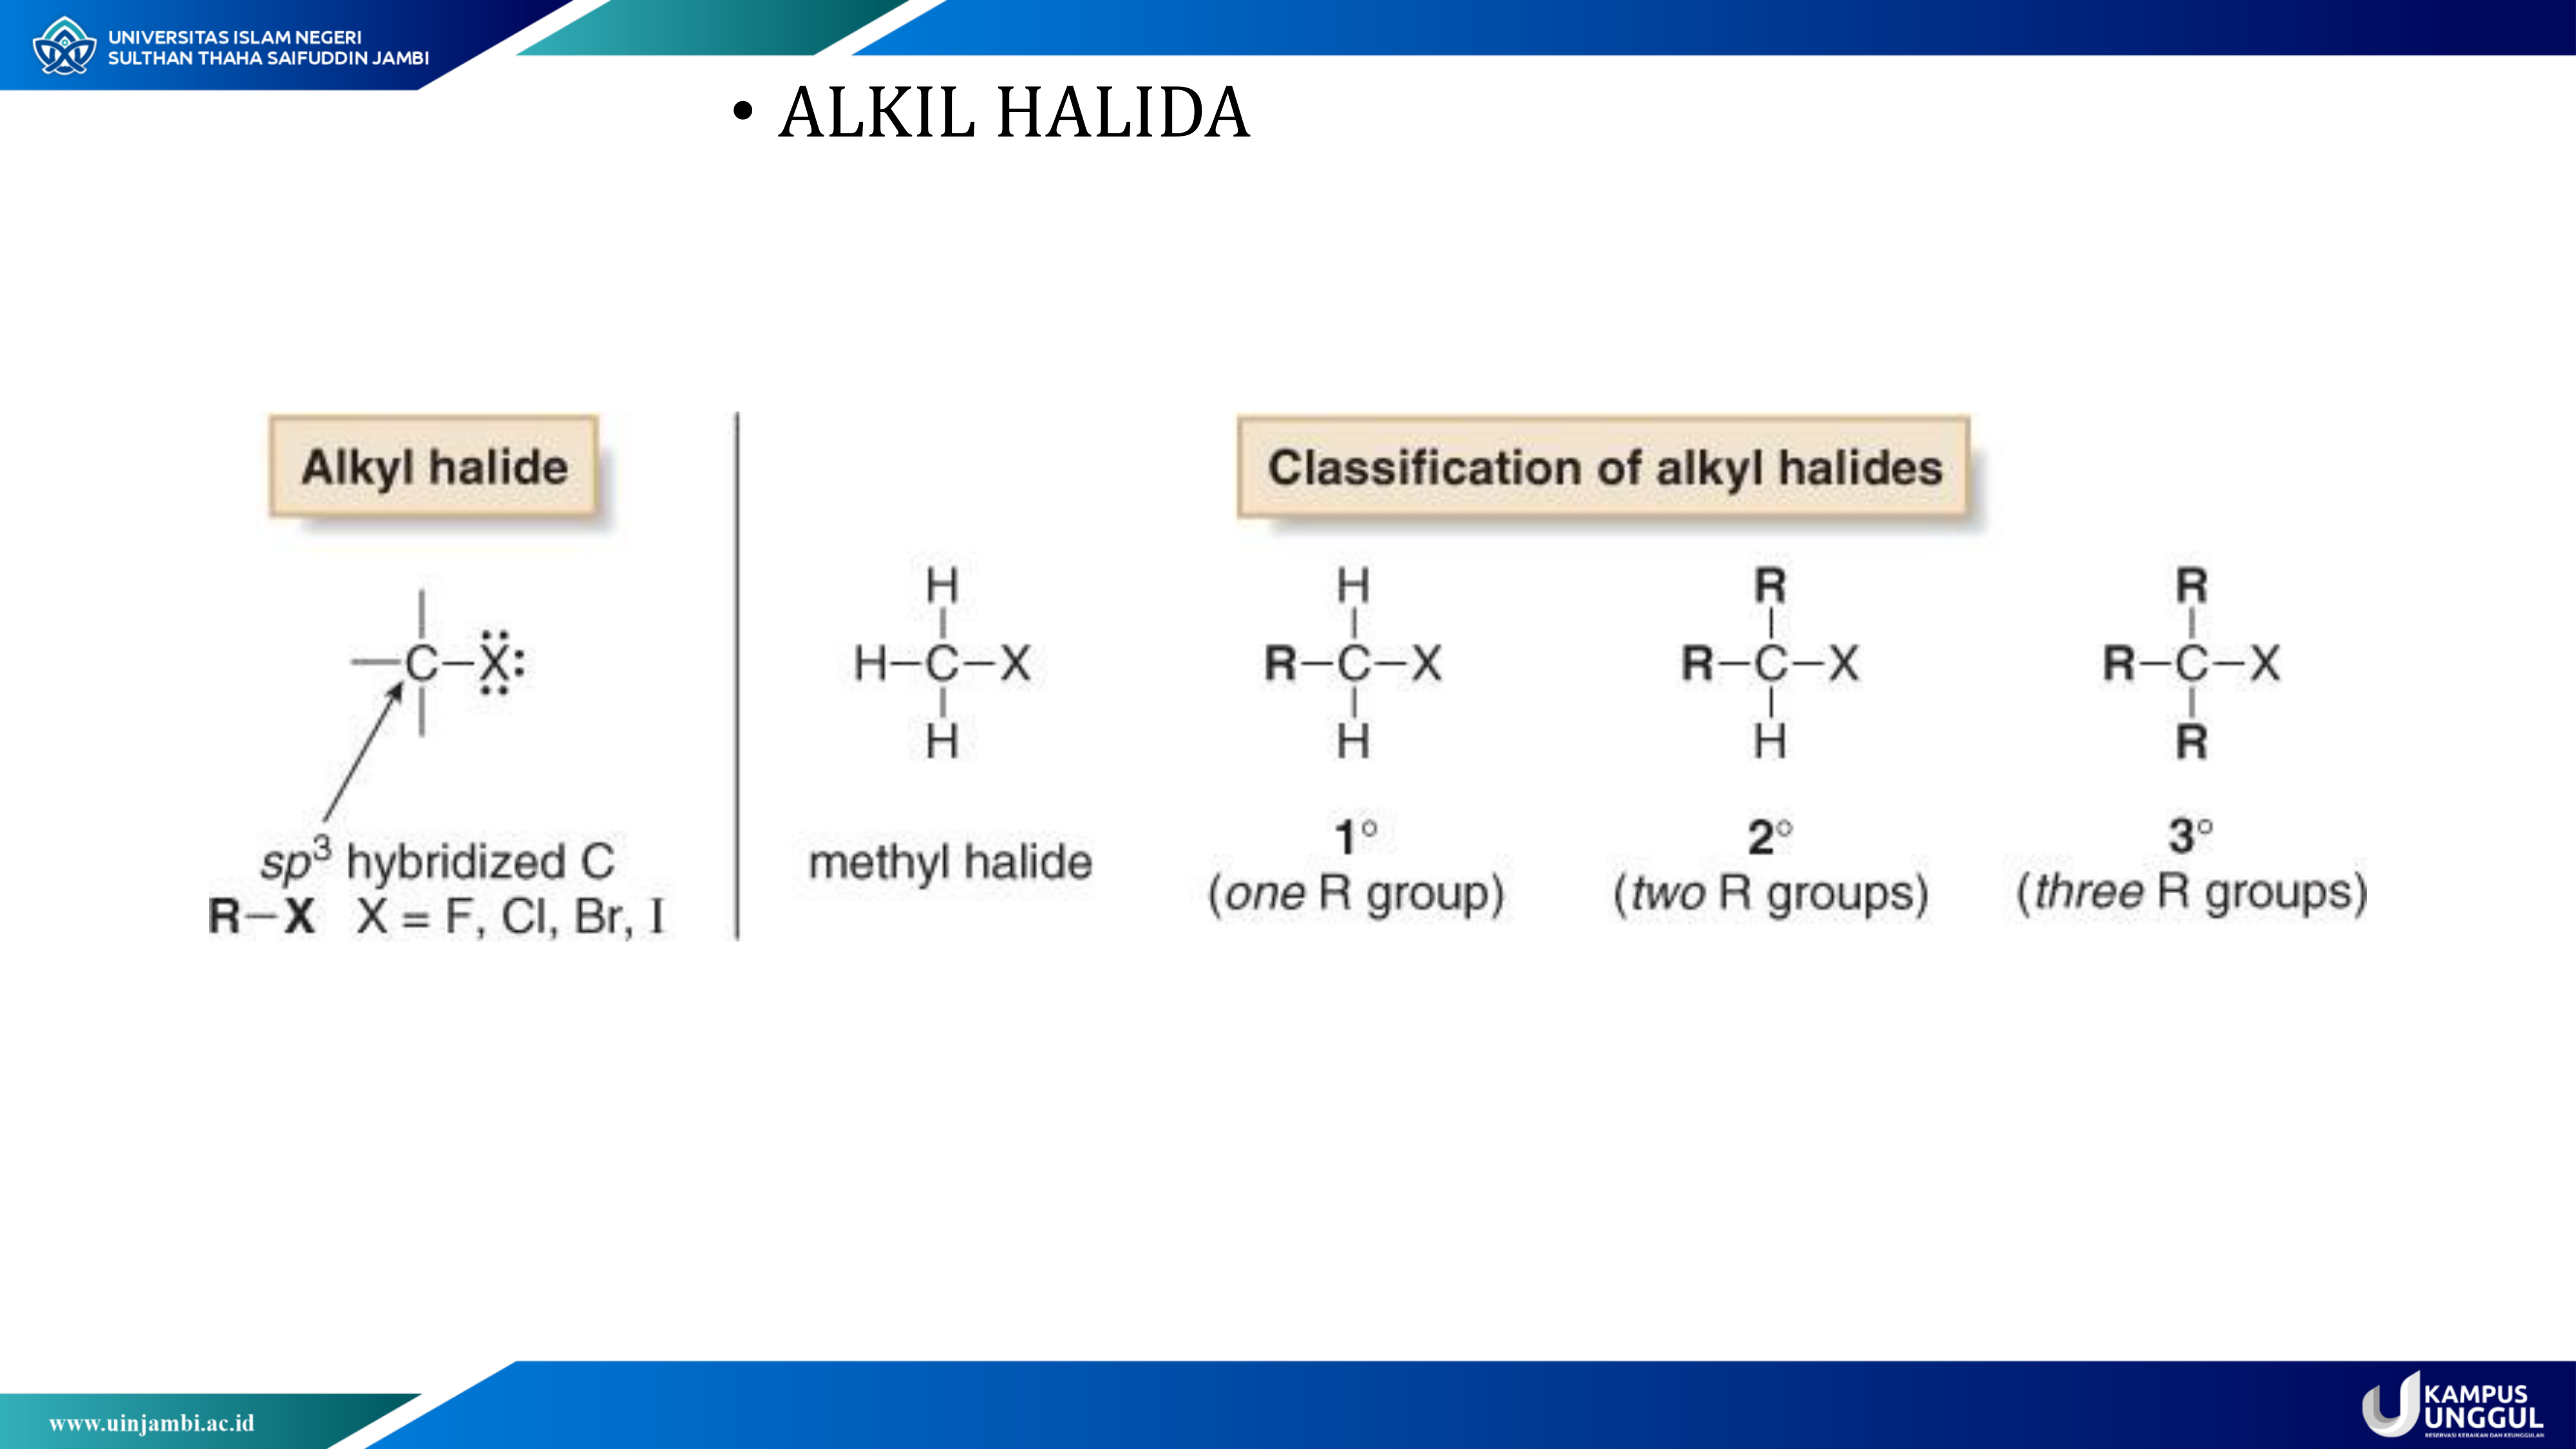 UNIVERSITAS ISLAM NEGERI
SULTHAN THAHA SAIFUDDIN JAMBI
• ALKIL HALIDA
Alkyl halide
–C–X:
sp³ hybridized C
R–X X = F, Cl, Br, I
Classification of alkyl halides
H
H–C–X
H
methyl halide
H
R–C–X
H
1°
(one R group)
R
R–C–X
H
2°
(two R groups)
R
R–C–X
R
3°
(three R groups)
www.uinjambi.ac.id
KAMPUS
UNGGUL
RESERVASI KEBAIKAN DAN KEUNGGULAN